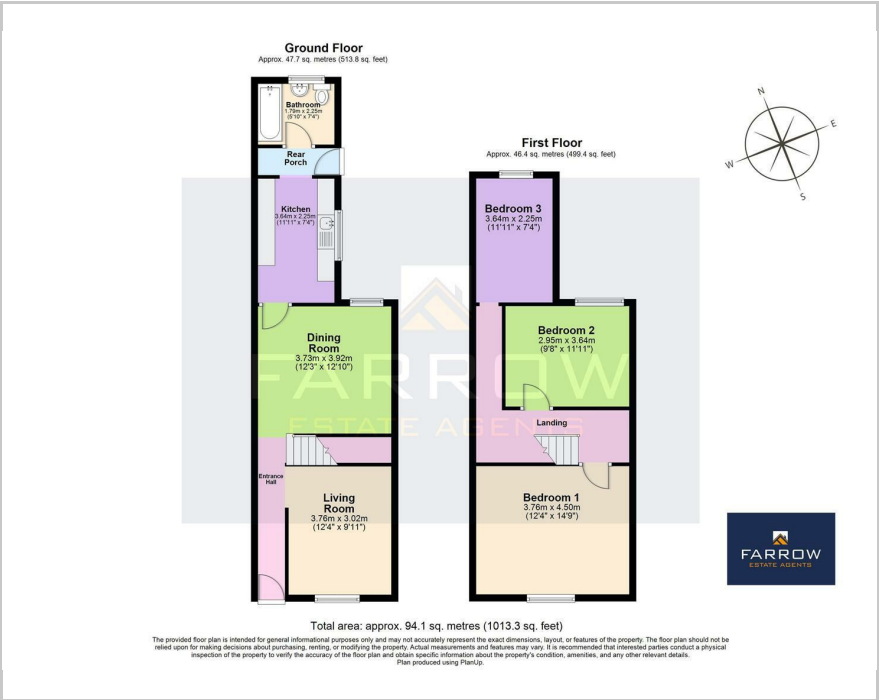 Ground Floor
Approx. 47.7 sq. metres (513.8 sq. feet)
Bathroom
1.79m x 2.25m
(5'10" x 7'4")
Rear
Porch
Kitchen
3.64m x 2.25m
(11'11" x 7'4")
Dining
Room
3.73m x 3.92m
(12'3" x 12'10")
Entrance
Hall
Living
Room
3.76m x 3.02m
(12'4" x 9'11")
First Floor
Approx. 46.4 sq. metres (499.4 sq. feet)
Bedroom 3
3.64m x 2.25m
(11'11" x 7'4")
Bedroom 2
2.95m x 3.64m
(9'8" x 11'11")
Landing
Bedroom 1
3.76m x 4.50m
(12'4" x 14'9")
N
E
W
S
FARROW
ESTATE AGENTS
FARROW
ESTATE AGENTS
Total area: approx. 94.1 sq. metres (1013.3 sq. feet)
The provided floor plan is intended for general informational purposes only and may not accurately represent the exact dimensions, layout, or features of the property. The floor plan should not be
relied upon for making decisions about purchasing, renting, or modifying the property. Actual measurements and features may vary. It is recommended that interested parties conduct a physical
inspection of the property to verify the accuracy of the floor plan and obtain specific information about the property's condition, amenities, and any other relevant details.
Plan produced using PlanUp.